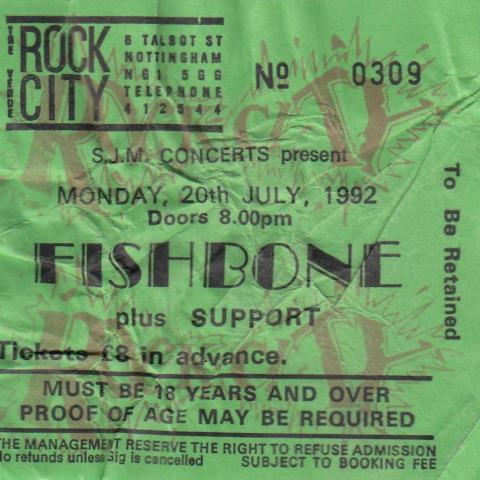 THE VENUE
ROCK CITY
8 TALBOT ST
NOTTINGHAM
NG1 5GG
TELEPHONE
412544
Nº 0309
S.J.M. CONCERTS present
MONDAY, 20th JULY, 1992
Doors 8.00pm
FISHBONE
plus SUPPORT
Tickets £8 in advance.
To Be Retained
MUST BE 18 YEARS AND OVER
PROOF OF AGE MAY BE REQUIRED
THE MANAGEMENT RESERVE THE RIGHT TO REFUSE ADMISSION
No refunds unless Gig is cancelled SUBJECT TO BOOKING FEE